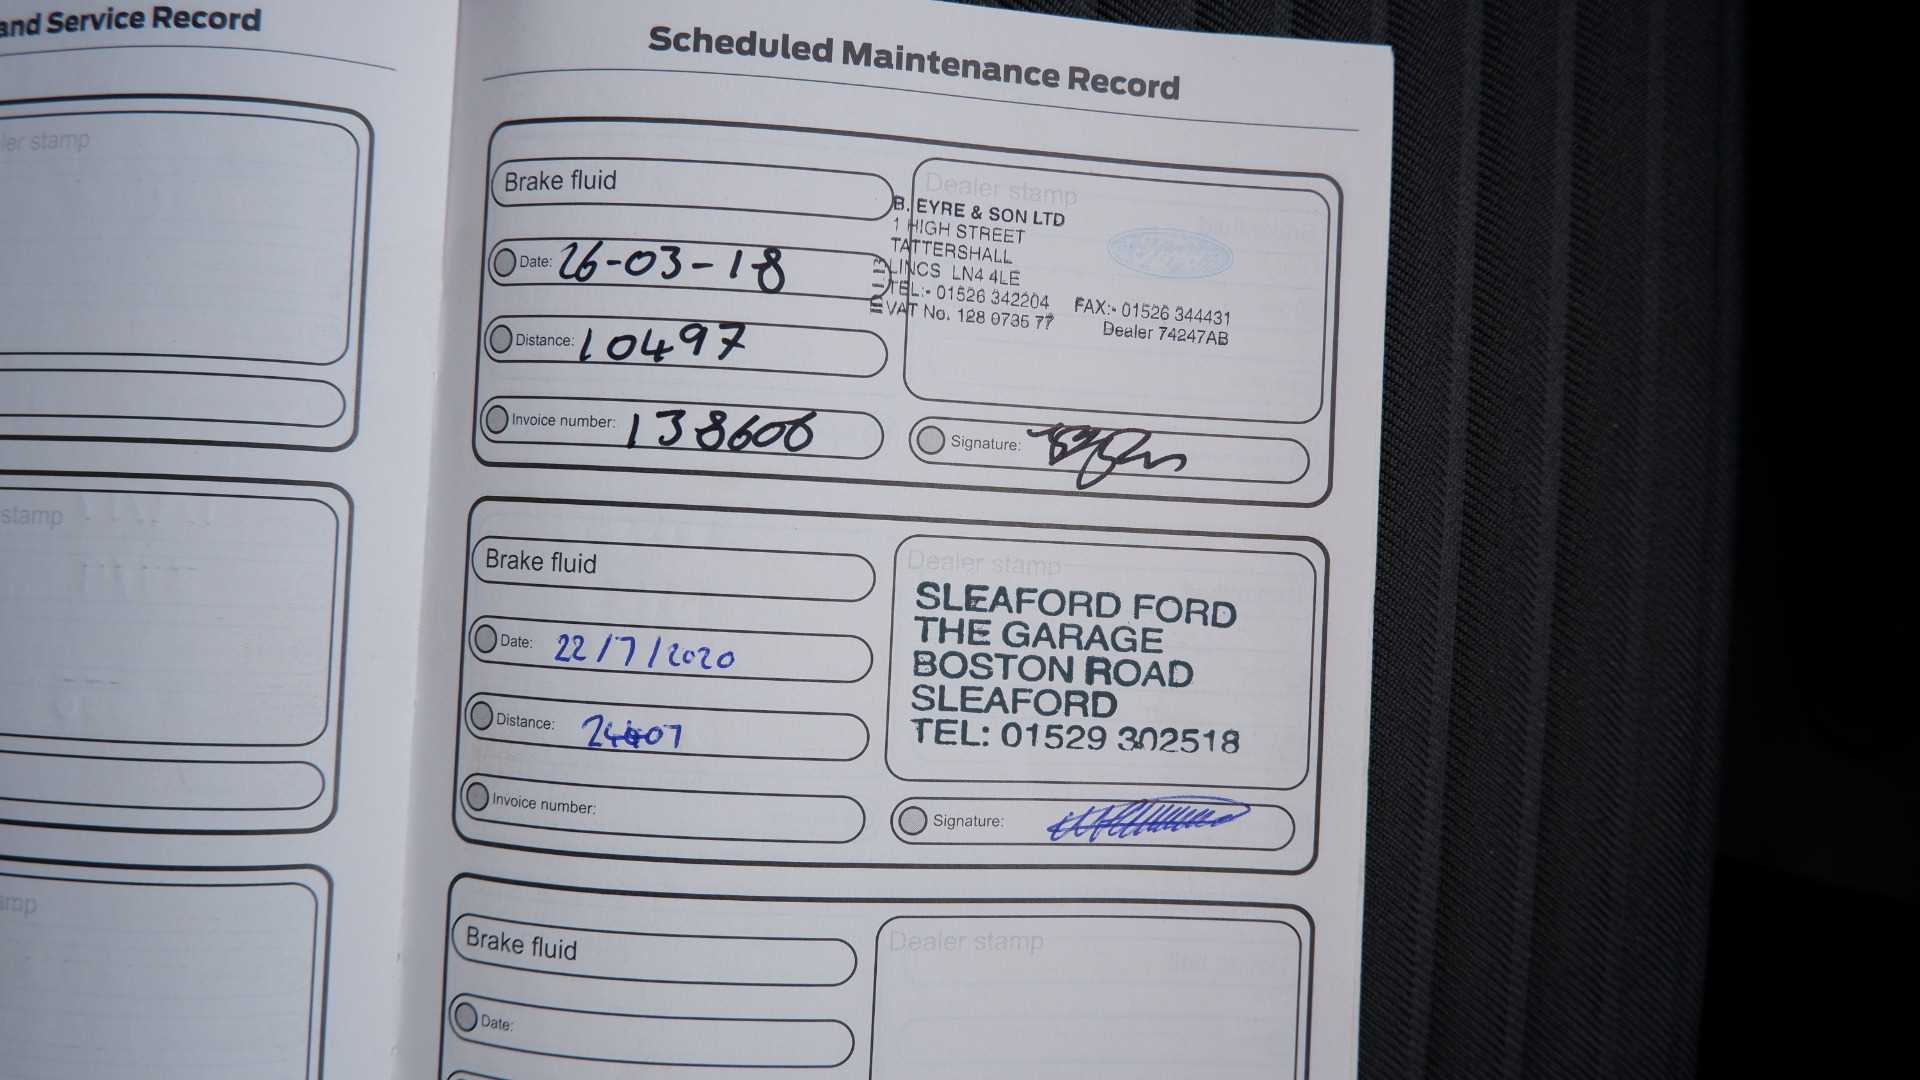 and Service Record
ler stamp
stamp
amp
Scheduled Maintenance Record
Brake fluid
Date: 26-03-18
Distance: 10497
Invoice number: 138606
Dealer stamp
B. EYRE & SON LTD
1 HIGH STREET
TATTERSHALL
LINCS LN4 4LE
TEL:- 01526 342204 FAX:- 01526 344431
VAT No. 128 0735 77 Dealer 74247AB
Signature:
Brake fluid
Date: 22/7/2020
Distance:
Invoice number:
Dealer stamp
SLEAFORD FORD
THE GARAGE
BOSTON ROAD
SLEAFORD
TEL: 01529 302518
Signature:
Brake fluid
Date:
Dealer stamp